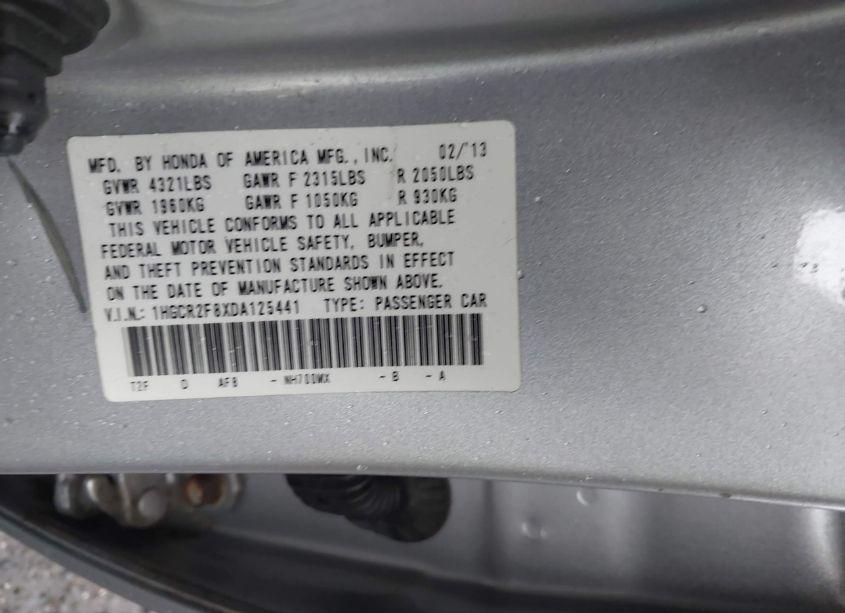 MFD. BY HONDA OF AMERICA MFG., INC. 02/'13
GVWR 4321LBS GAWR F 2315LBS R 2050LBS
GVWR 1960KG GAWR F 1050KG R 930KG
THIS VEHICLE CONFORMS TO ALL APPLICABLE
FEDERAL MOTOR VEHICLE SAFETY, BUMPER,
AND THEFT PREVENTION STANDARDS IN EFFECT
ON THE DATE OF MANUFACTURE SHOWN ABOVE.
V.I.N.: 1HGCR2F8XDA125441 TYPE: PASSENGER CAR
T2F D AF8 - NH700MX - B - A